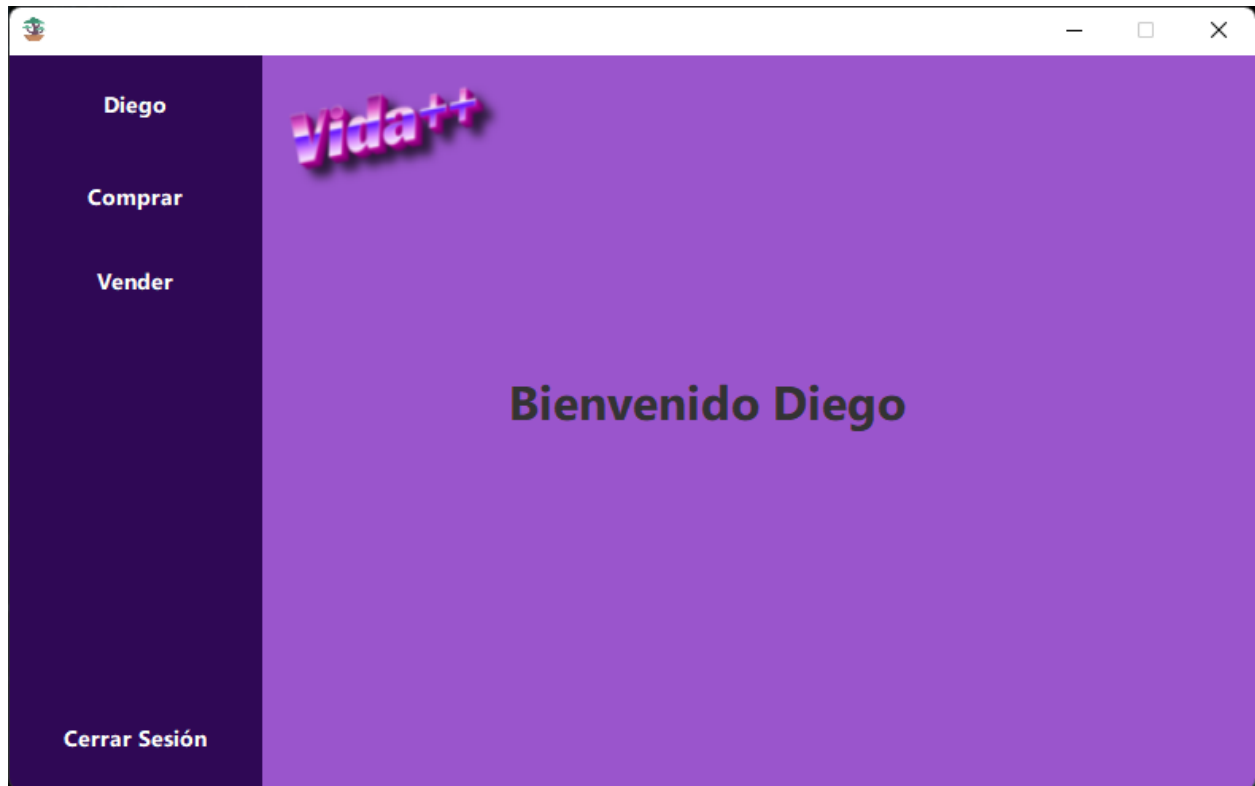 Diego
Comprar
Vender
Cerrar Sesión
Vida++
Bienvenido Diego